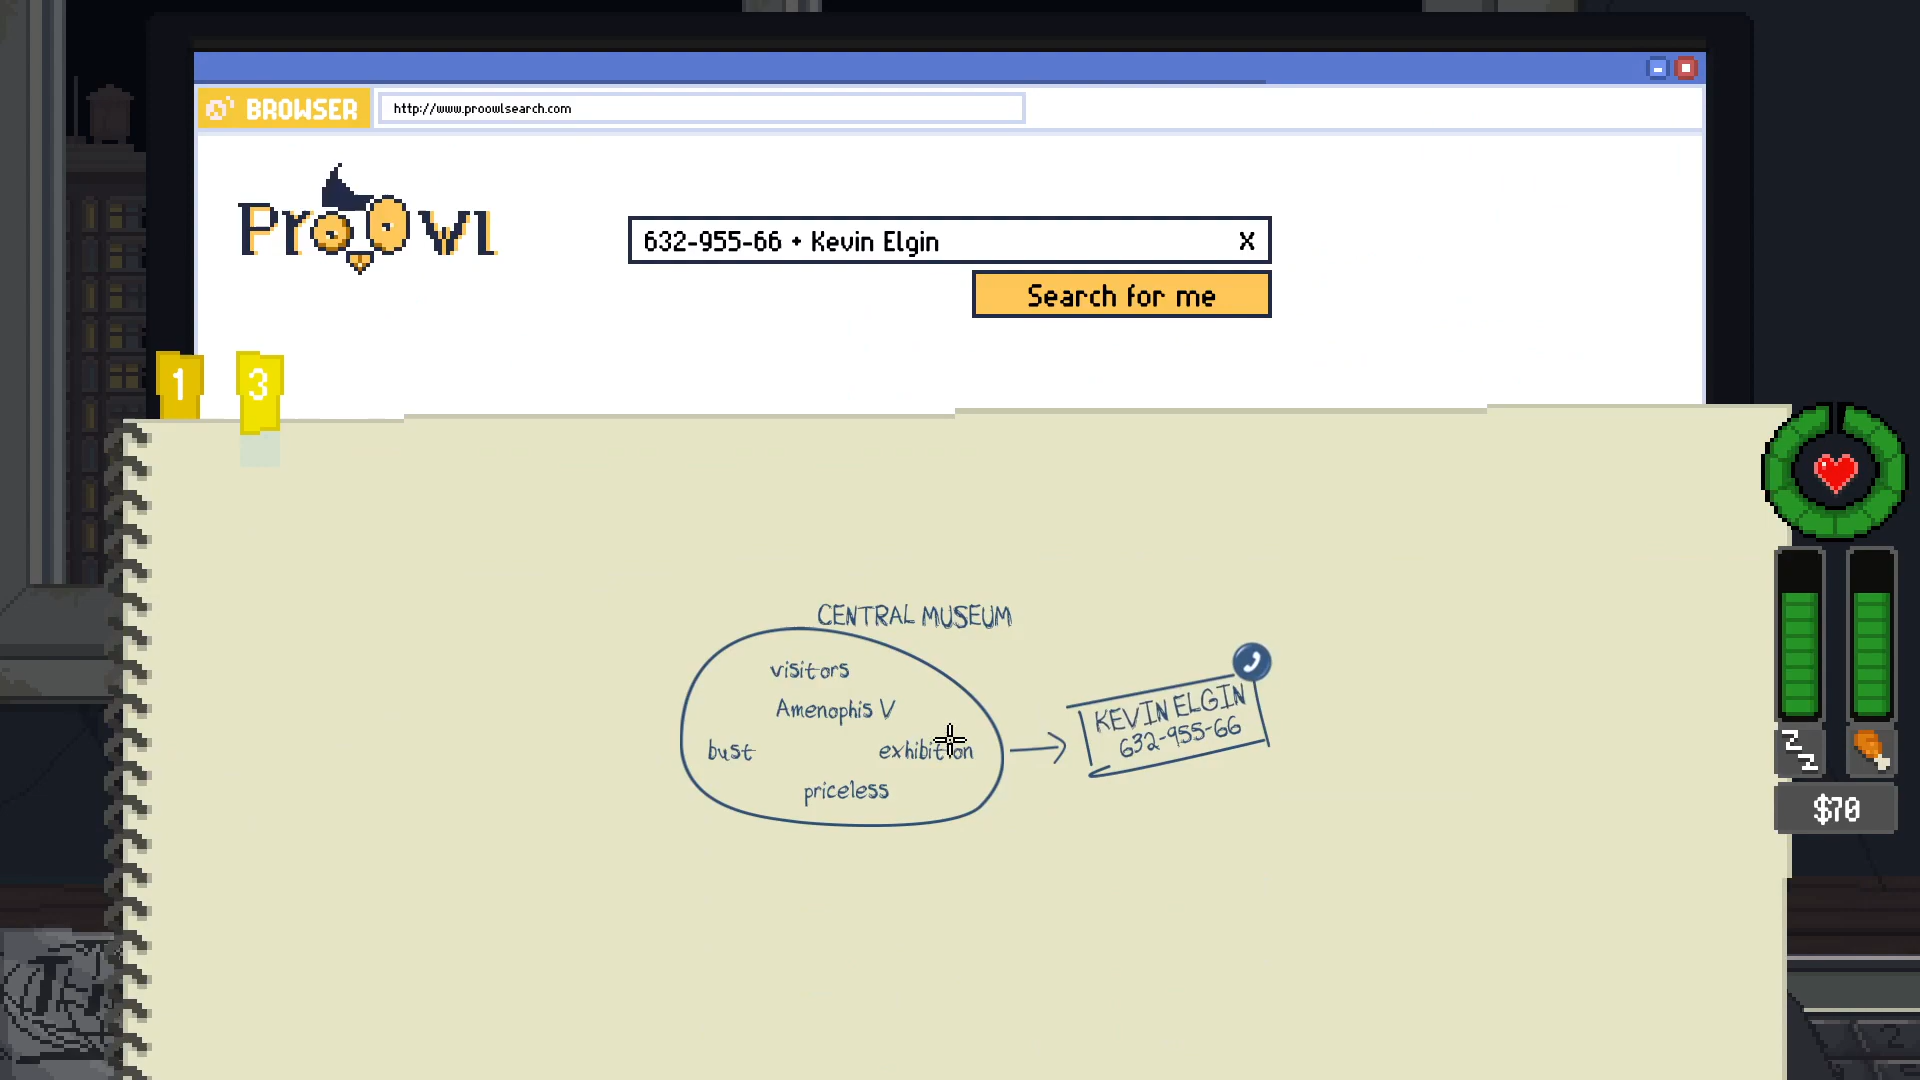 BROWSER
http://www.proowlsearch.com
PrOOwl
632-955-66 + Kevin Elgin X
Search for me
1 3
CENTRAL MUSEUM
visitors
Amenophis V
bust exhibition
priceless
KEVIN ELGIN
632-955-66
Z Z
$70
2